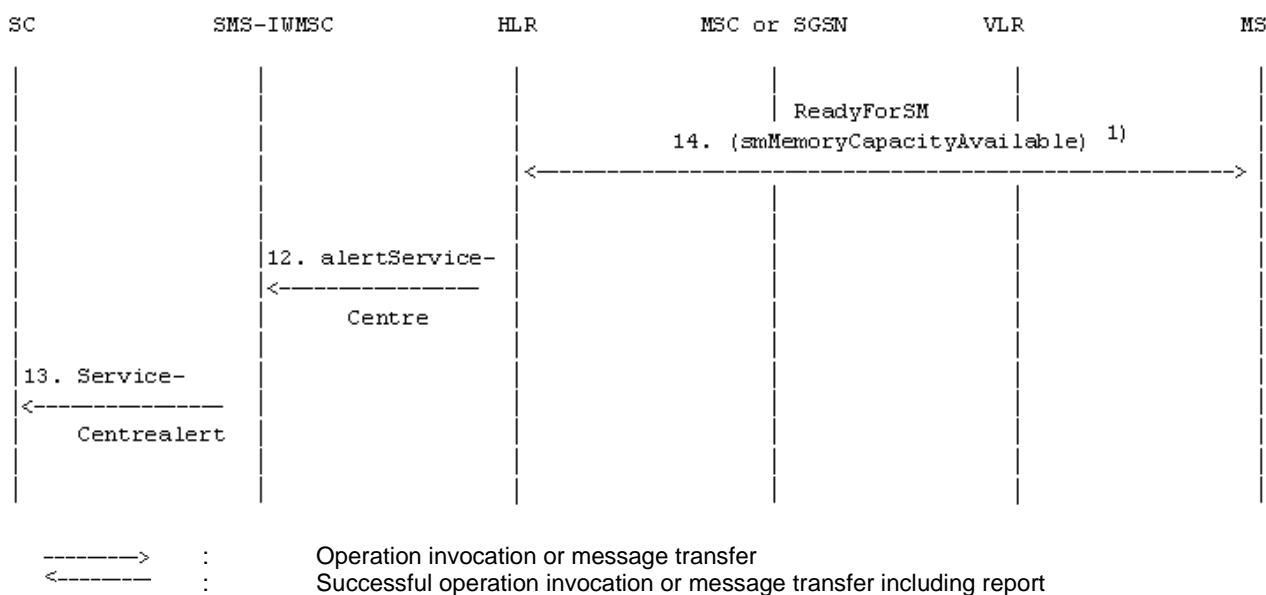 SC SMS-IWMSC HLR MSC or SGSN VLR MS
ReadyForSM
14. (smMemoryCapacityAvailable) 1)
12. alertService-
Centre
13. Service-
Centrealert
: Operation invocation or message transfer
: Successful operation invocation or message transfer including report